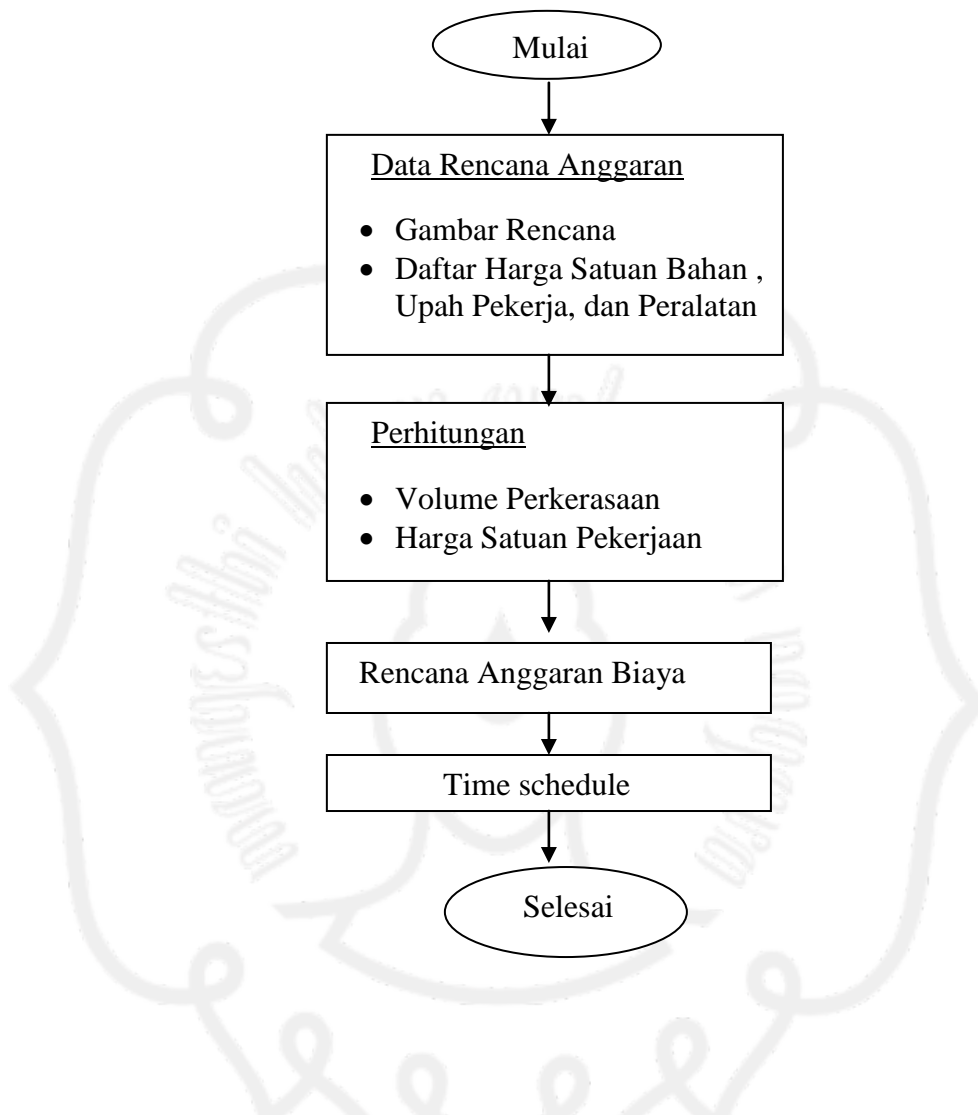 Mulai
Data Rencana Anggaran
• Gambar Rencana
• Daftar Harga Satuan Bahan ,
Upah Pekerja, dan Peralatan
Perhitungan
• Volume Perkerasaan
• Harga Satuan Pekerjaan
Rencana Anggaran Biaya
Time schedule
Selesai